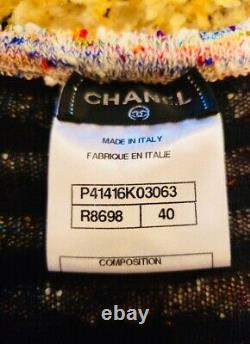 CHANEL
MADE IN ITALY
FABRIQUE EN ITALIE
P41416K03063
R8698 40
COMPOSITION